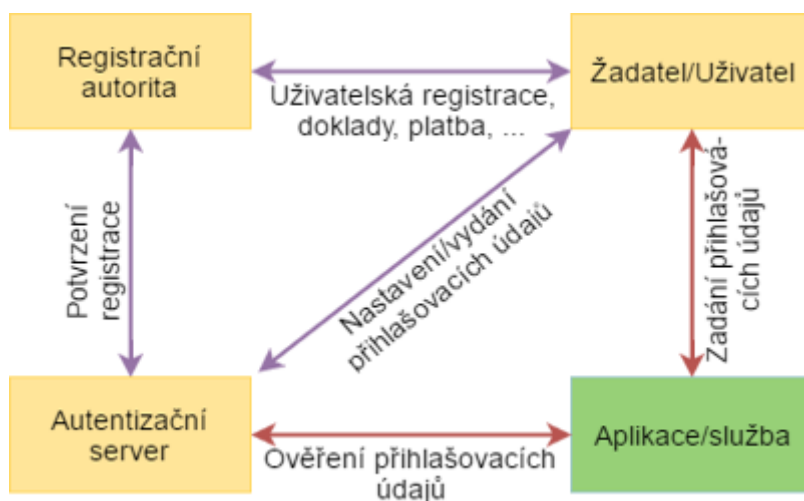 Registrační
autorita
Žadatel/Uživatel
Uživatelská registrace,
doklady, platba, ...
Potvrzení
registrace
Nastavení/vydání
přihlašovacích údajů
Zadání přihlašová-
cích údajů
Autentizační
server
Aplikace/služba
Ověření přihlašovacích
údajů